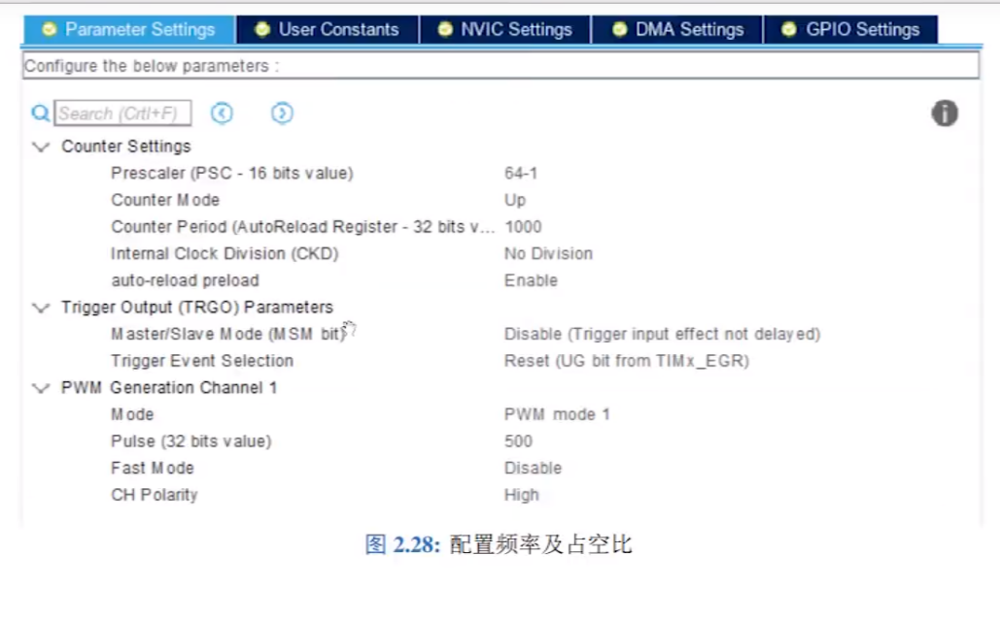 Parameter Settings User Constants NVIC Settings DMA Settings GPIO Settings
Configure the below parameters :
Search (Crtl+F)
Counter Settings
Prescaler (PSC - 16 bits value) 64-1
Counter Mode Up
Counter Period (AutoReload Register - 32 bits v... 1000
Internal Clock Division (CKD) No Division
auto-reload preload Enable
Trigger Output (TRGO) Parameters
Master/Slave Mode (MSM bit) Disable (Trigger input effect not delayed)
Trigger Event Selection Reset (UG bit from TIMx_EGR)
PWM Generation Channel 1
Mode PWM mode 1
Pulse (32 bits value) 500
Fast Mode Disable
CH Polarity High
图 2.28: 配置频率及占空比